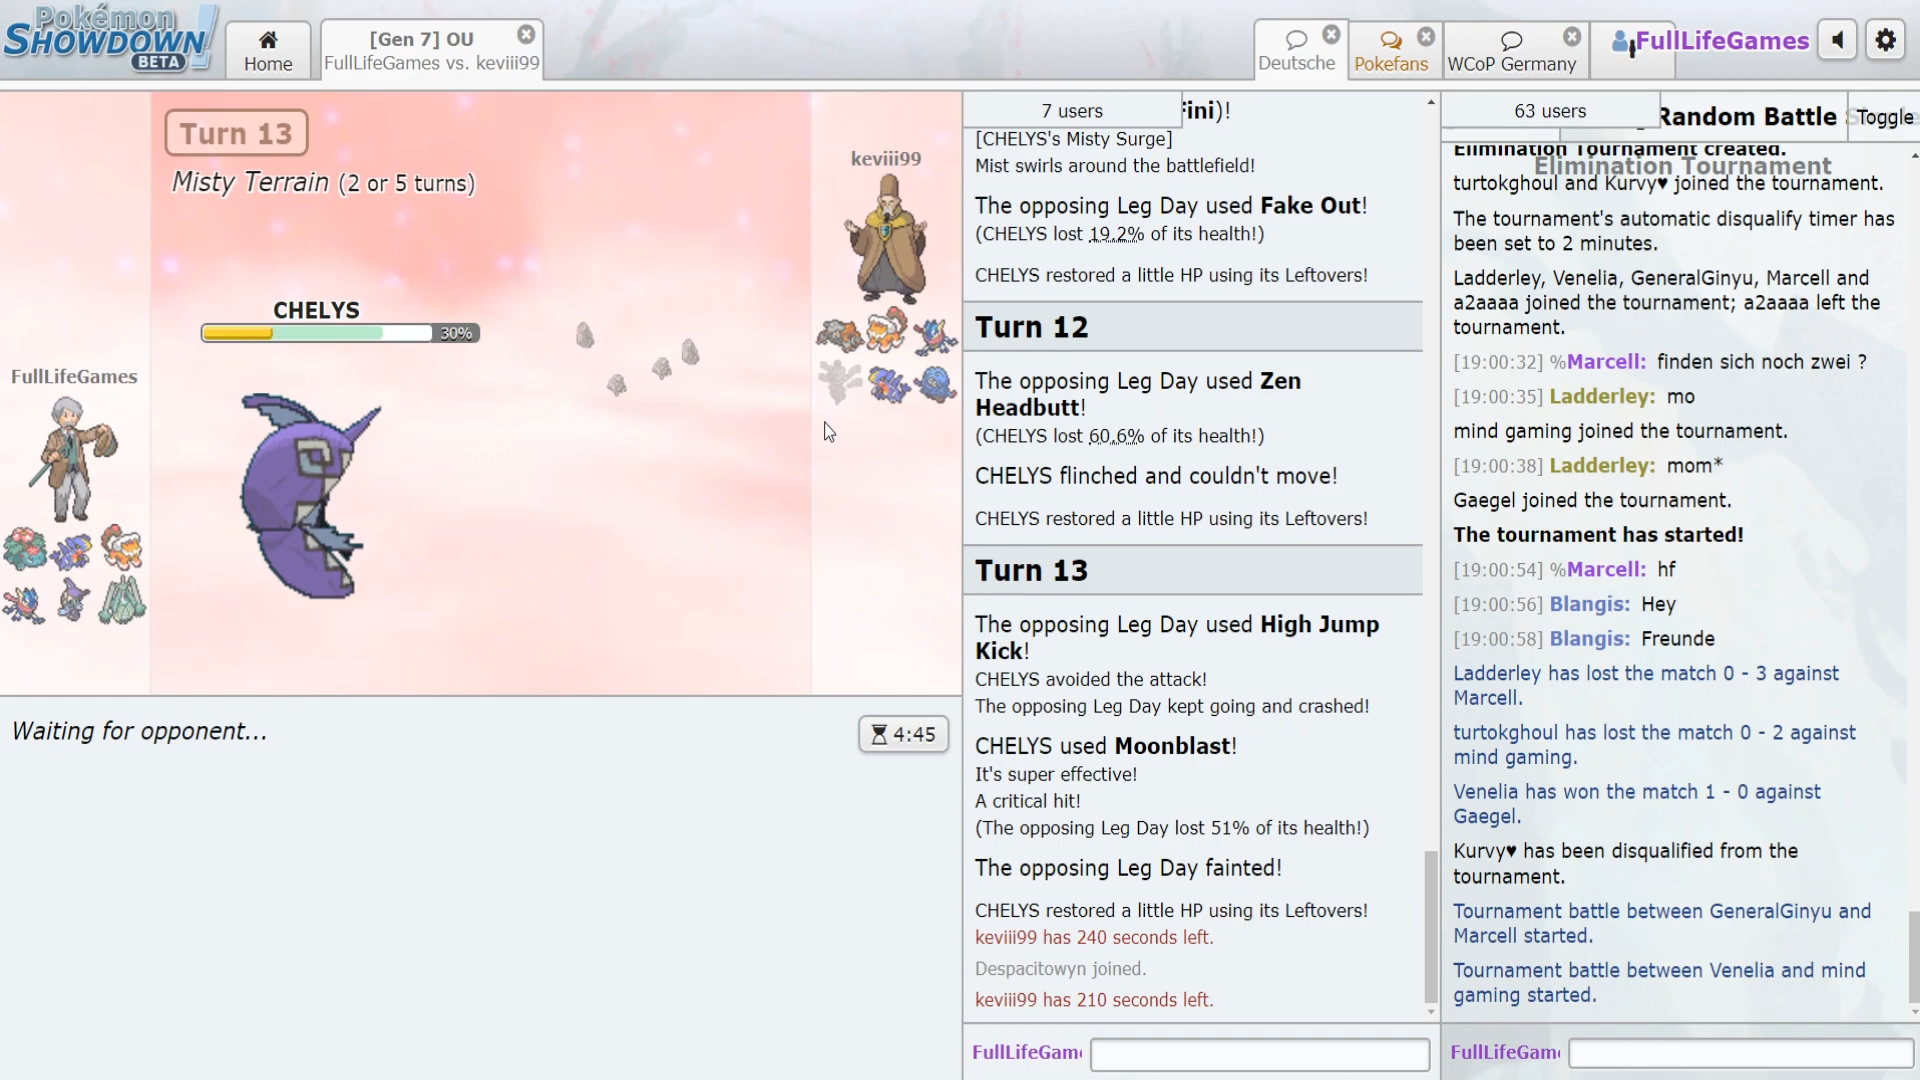 Pokémon
SHOWDOWN!
BETA
Home
[Gen 7] OU
FullLifeGames vs. keviii99
Deutsche
Pokefans
WCoP Germany
FullLifeGames
Turn 13
Misty Terrain (2 or 5 turns)
keviii99
CHELYS
30%
FullLifeGames
Waiting for opponent...
4:45
7 users
Fini)!
[CHELYS's Misty Surge]
Mist swirls around the battlefield!
The opposing Leg Day used Fake Out!
(CHELYS lost 19.2% of its health!)
CHELYS restored a little HP using its Leftovers!
Turn 12
The opposing Leg Day used Zen
Headbutt!
(CHELYS lost 60.6% of its health!)
CHELYS flinched and couldn't move!
CHELYS restored a little HP using its Leftovers!
Turn 13
The opposing Leg Day used High Jump
Kick!
CHELYS avoided the attack!
The opposing Leg Day kept going and crashed!
CHELYS used Moonblast!
It's super effective!
A critical hit!
(The opposing Leg Day lost 51% of its health!)
The opposing Leg Day fainted!
CHELYS restored a little HP using its Leftovers!
keviii99 has 240 seconds left.
Despacitowyn joined.
keviii99 has 210 seconds left.
FullLifeGam
63 users
Random Battle
Toggle
Elimination Tournament created.
Elimination Tournament
turtokghoul and Kurvy♥ joined the tournament.
The tournament's automatic disqualify timer has
been set to 2 minutes.
Ladderley, Venelia, GeneralGinyu, Marcell and
a2aaaa joined the tournament; a2aaaa left the
tournament.
[19:00:32] %Marcell: finden sich noch zwei ?
[19:00:35] Ladderley: mo
mind gaming joined the tournament.
[19:00:38] Ladderley: mom*
Gaegel joined the tournament.
The tournament has started!
[19:00:54] %Marcell: hf
[19:00:56] Blangis: Hey
[19:00:58] Blangis: Freunde
Ladderley has lost the match 0 - 3 against
Marcell.
turtokghoul has lost the match 0 - 2 against
mind gaming.
Venelia has won the match 1 - 0 against
Gaegel.
Kurvy♥ has been disqualified from the
tournament.
Tournament battle between GeneralGinyu and
Marcell started.
Tournament battle between Venelia and mind
gaming started.
FullLifeGam